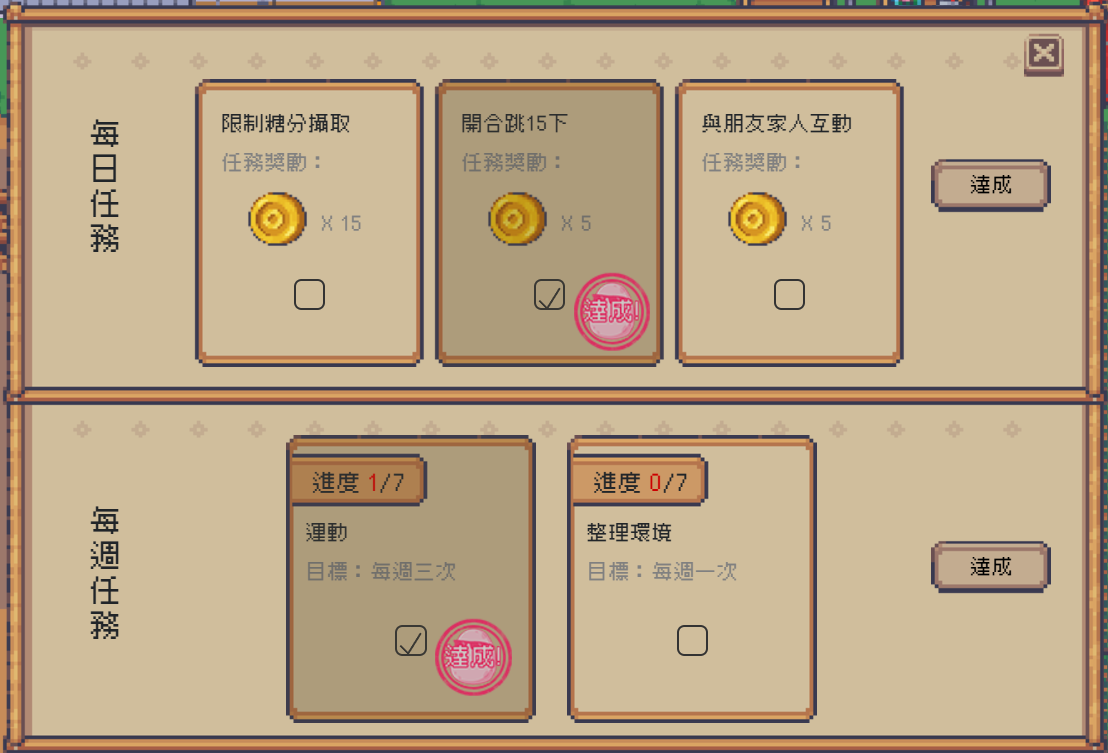 每日任務
限制糖分攝取
任務獎勵：
X 15
開合跳15下
任務獎勵：
X 5
達成!
與朋友家人互動
任務獎勵：
X 5
達成
每週任務
進度 1/7
運動
目標：每週三次
達成!
進度 0/7
整理環境
目標：每週一次
達成